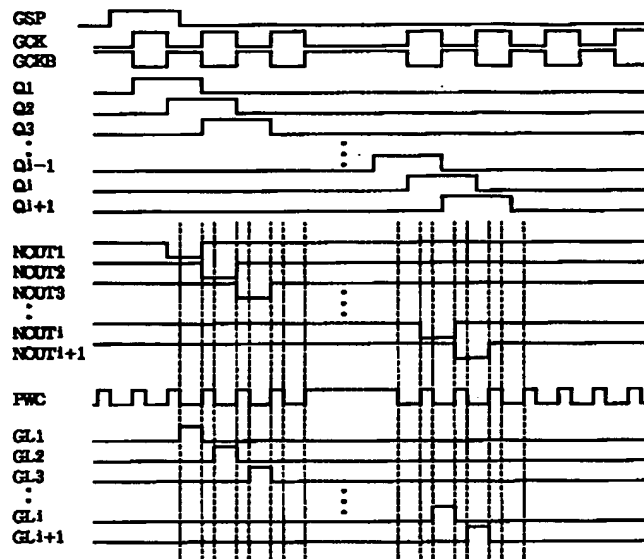 GSP
GCK
GCKB
Q1
Q2
Q3
Qi-1
Qi
Qi+1
NOUT1
NOUT2
NOUT3
NOUTi
NOUTi+1
PWC
GL1
GL2
GL3
GLi
GLi+1